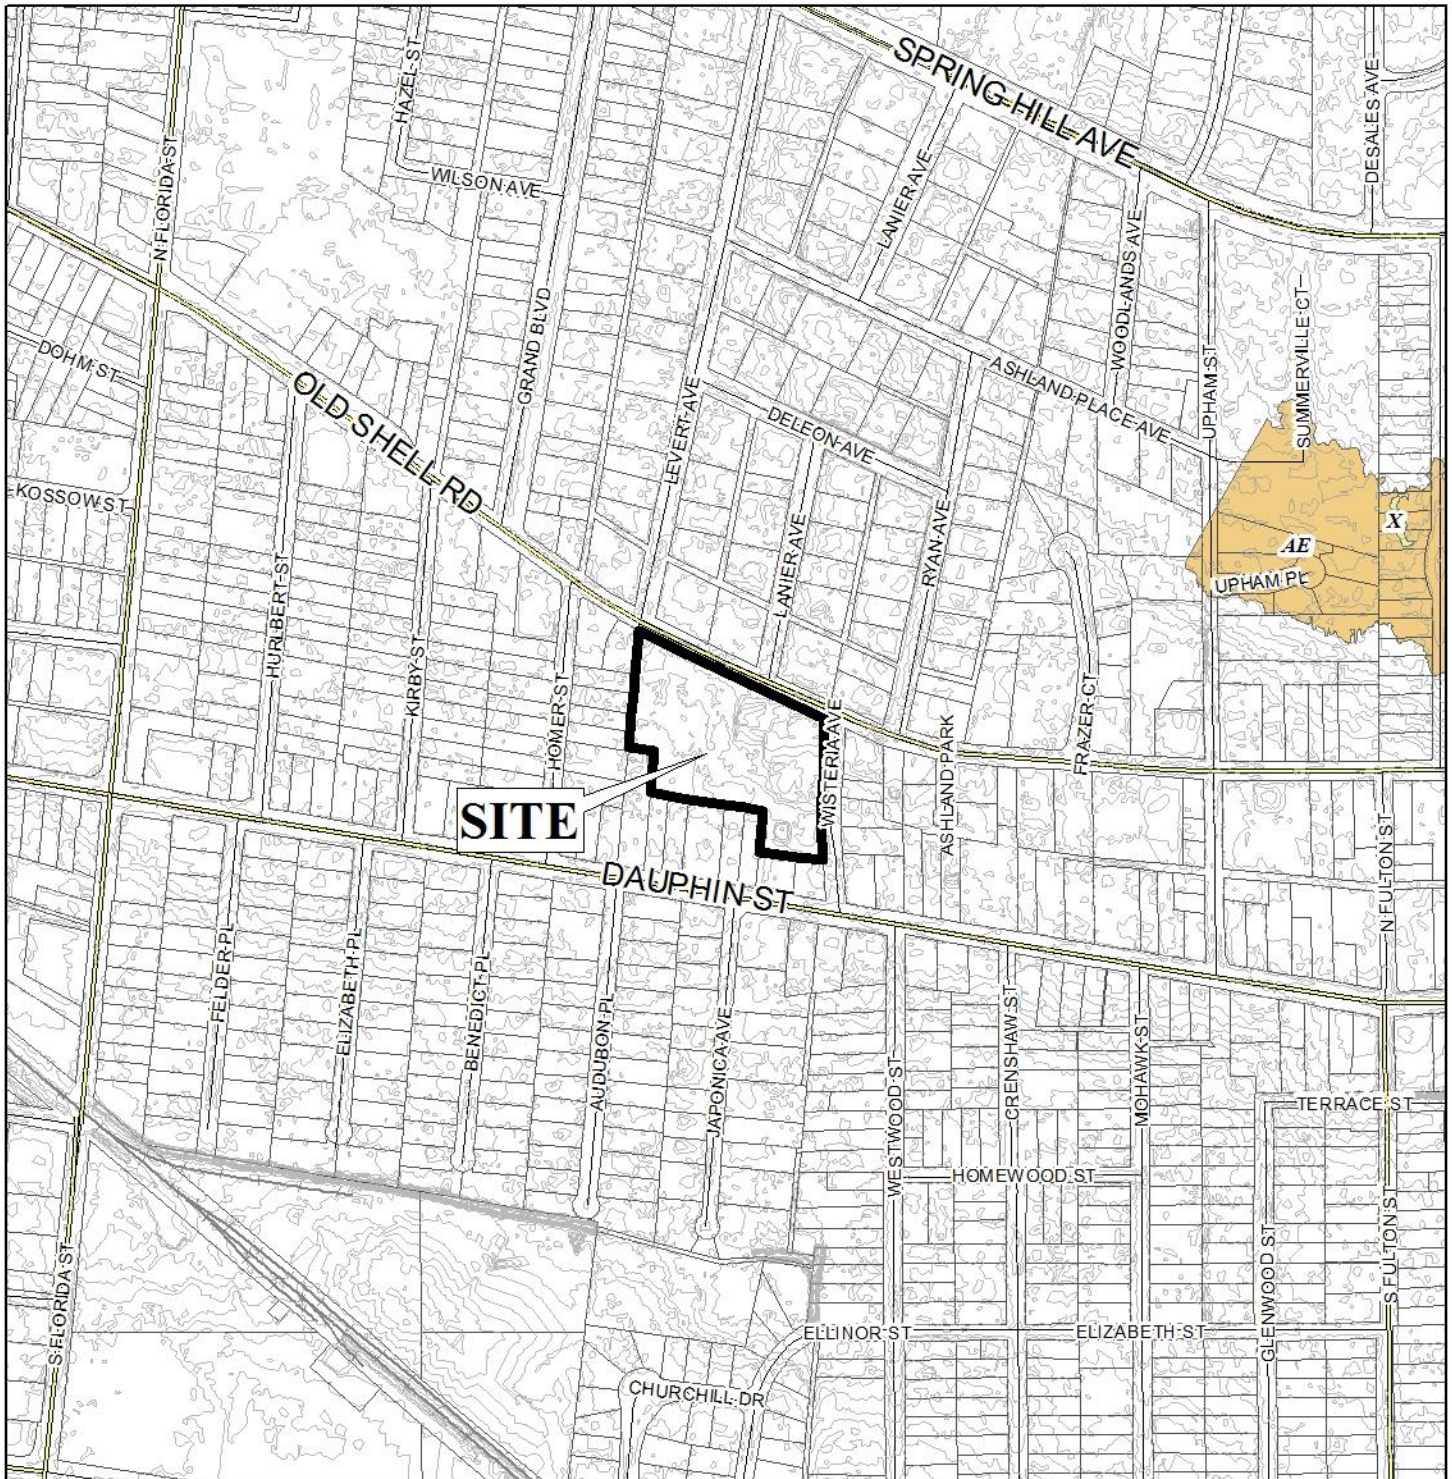 SPRING HILL AVE
DESALES AVE
HAZEL ST
N FLORIDA ST
WILSON AVE
LANIER AVE
WOODLANDS AVE
SUMMERVILLE CT
GRAND BLVD
DOHM ST
OLD SHELL RD
LEVERT AVE
ASHLAND PLACE AVE
UPHAM ST
DELEON AVE
KOSSOW ST
X
AE
UPHAM PL
RYAN AVE
LANIER AVE
HURLBERT ST
KIRBY ST
HOMER ST
FRAZER CT
WISTERIA AVE
ASHLAND PARK
SITE
N FULTON ST
DAUPHIN ST
FELDER PL
ELIZABETH PL
BENEDICT PL
AUDUBON PL
JAPONICA AVE
WESTWOOD ST
CRENSHAW ST
MOHAWK ST
TERRACE ST
HOMEWOOD ST
S FLORIDA ST
S FULTON ST
GLENWOOD ST
ELLINOR ST
ELIZABETH ST
CHURCHILL DR